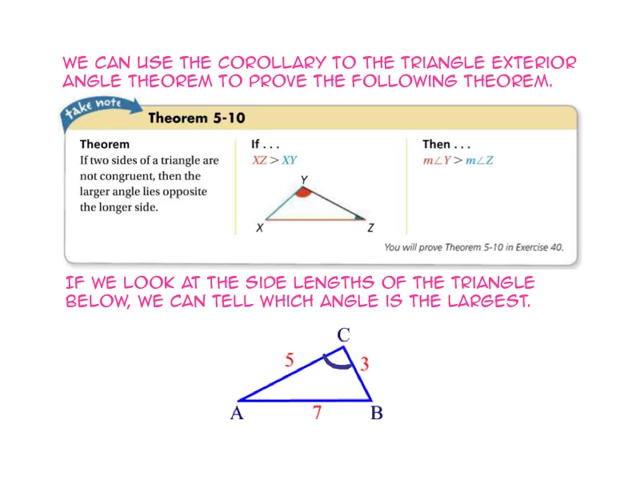 WE CAN USE THE COROLLARY TO THE TRIANGLE EXTERIOR
ANGLE THEOREM TO PROVE THE FOLLOWING THEOREM.
take note
Theorem 5-10
Theorem
If two sides of a triangle are
not congruent, then the
larger angle lies opposite
the longer side.
If . . .
XZ > XY
Y
X
Z
Then . . .
m∠Y > m∠Z
You will prove Theorem 5-10 in Exercise 40.
IF WE LOOK AT THE SIDE LENGTHS OF THE TRIANGLE
BELOW, WE CAN TELL WHICH ANGLE IS THE LARGEST.
C
5
3
A
7
B